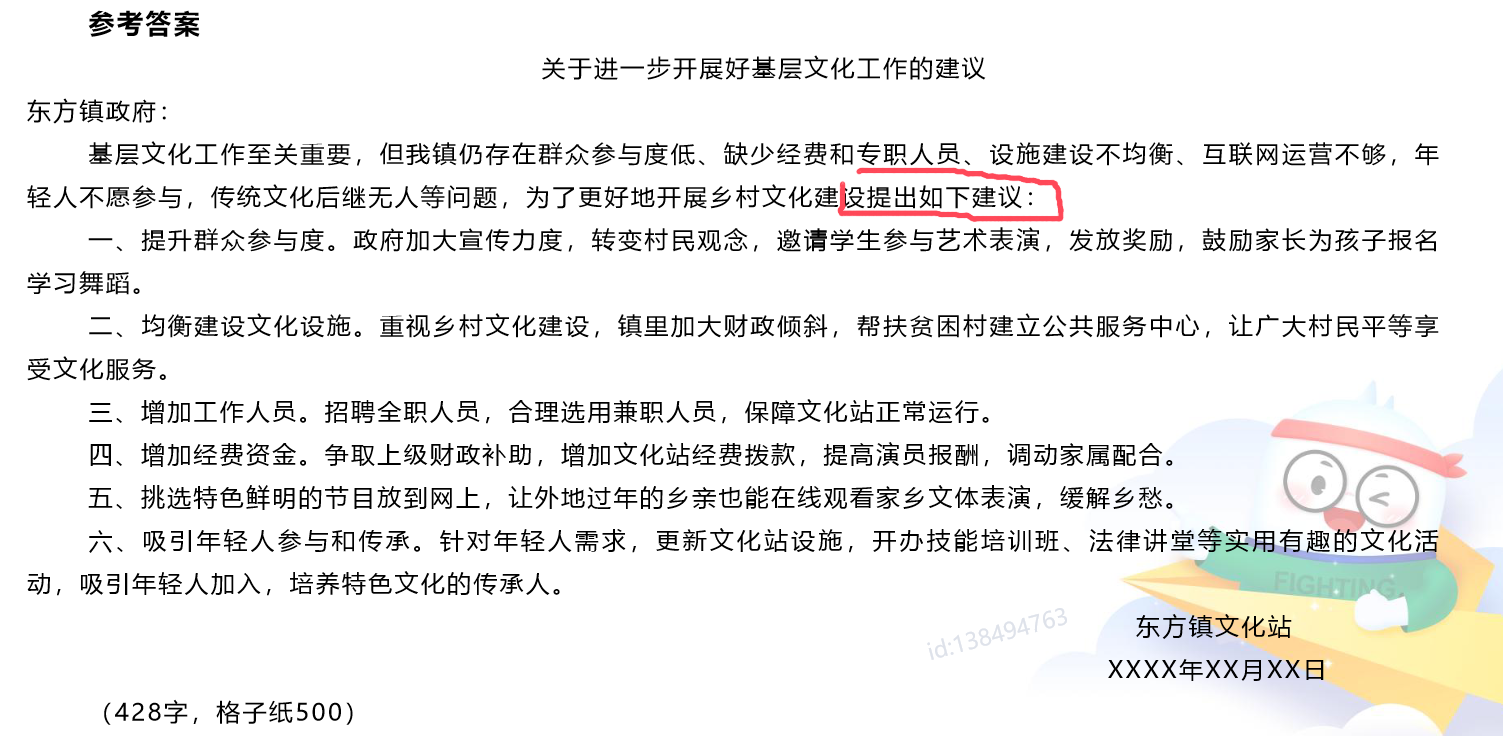 参考答案
关于进一步开展好基层文化工作的建议
东方镇政府：
基层文化工作至关重要，但我镇仍存在群众参与度低、缺少经费和专职人员、设施建设不均衡、互联网运营不够，年
轻人不愿参与，传统文化后继无人等问题，为了更好地开展乡村文化建设提出如下建议：
一、提升群众参与度。政府加大宣传力度，转变村民观念，邀请学生参与艺术表演，发放奖励，鼓励家长为孩子报名
学习舞蹈。
二、均衡建设文化设施。重视乡村文化建设，镇里加大财政倾斜，帮扶贫困村建立公共服务中心，让广大村民平等享
受文化服务。
三、增加工作人员。招聘全职人员，合理选用兼职人员，保障文化站正常运行。
四、增加经费资金。争取上级财政补助，增加文化站经费拨款，提高演员报酬，调动家属配合。
五、挑选特色鲜明的节目放到网上，让外地过年的乡亲也能在线观看家乡文体表演，缓解乡愁。
六、吸引年轻人参与和传承。针对年轻人需求，更新文化站设施，开办技能培训班、法律讲堂等实用有趣的文化活
动，吸引年轻人加入，培养特色文化的传承人。
FIGHTING
东方镇文化站
id:138494763
XXXX年XX月XX日
（428字，格子纸500）